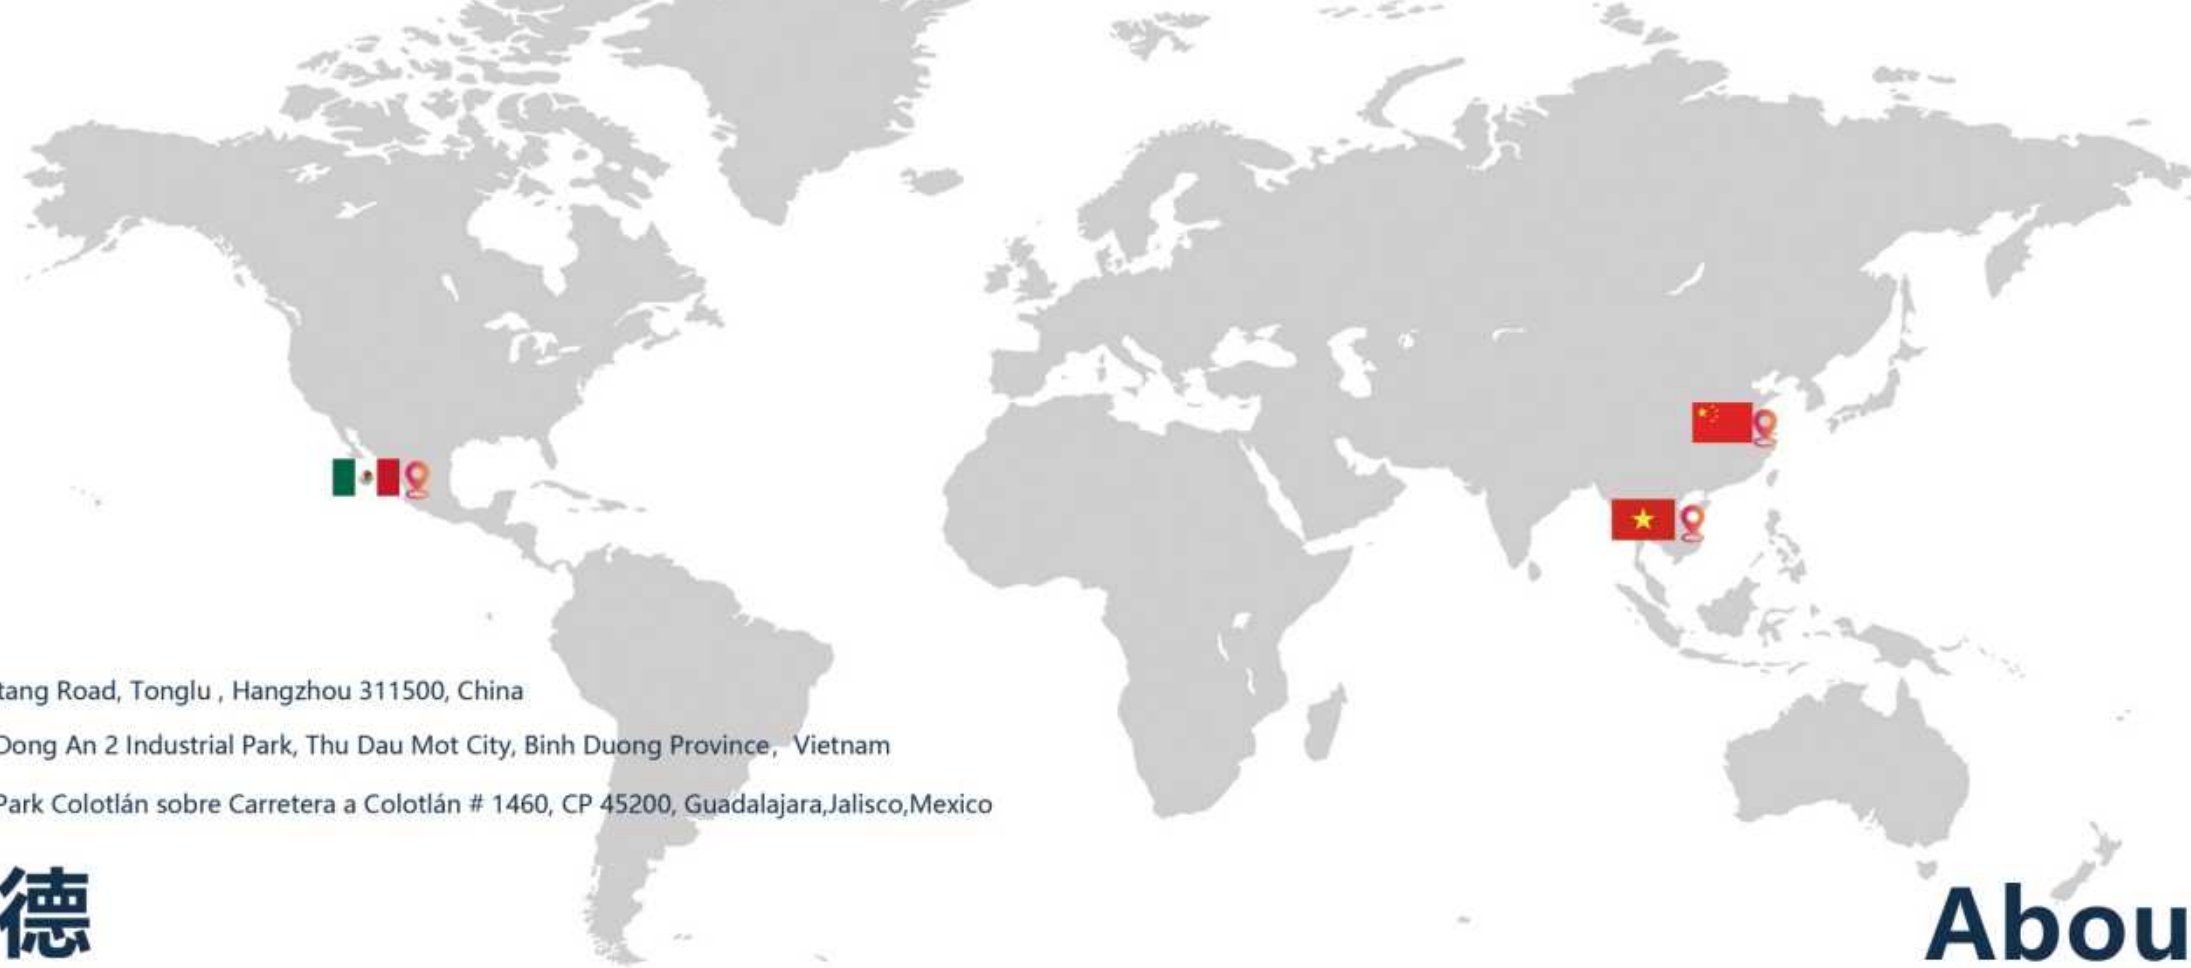 tang Road, Tonglu , Hangzhou 311500, China
Dong An 2 Industrial Park, Thu Dau Mot City, Binh Duong Province，Vietnam
Park Colotlán sobre Carretera a Colotlán # 1460, CP 45200, Guadalajara,Jalisco,Mexico
德
Abou